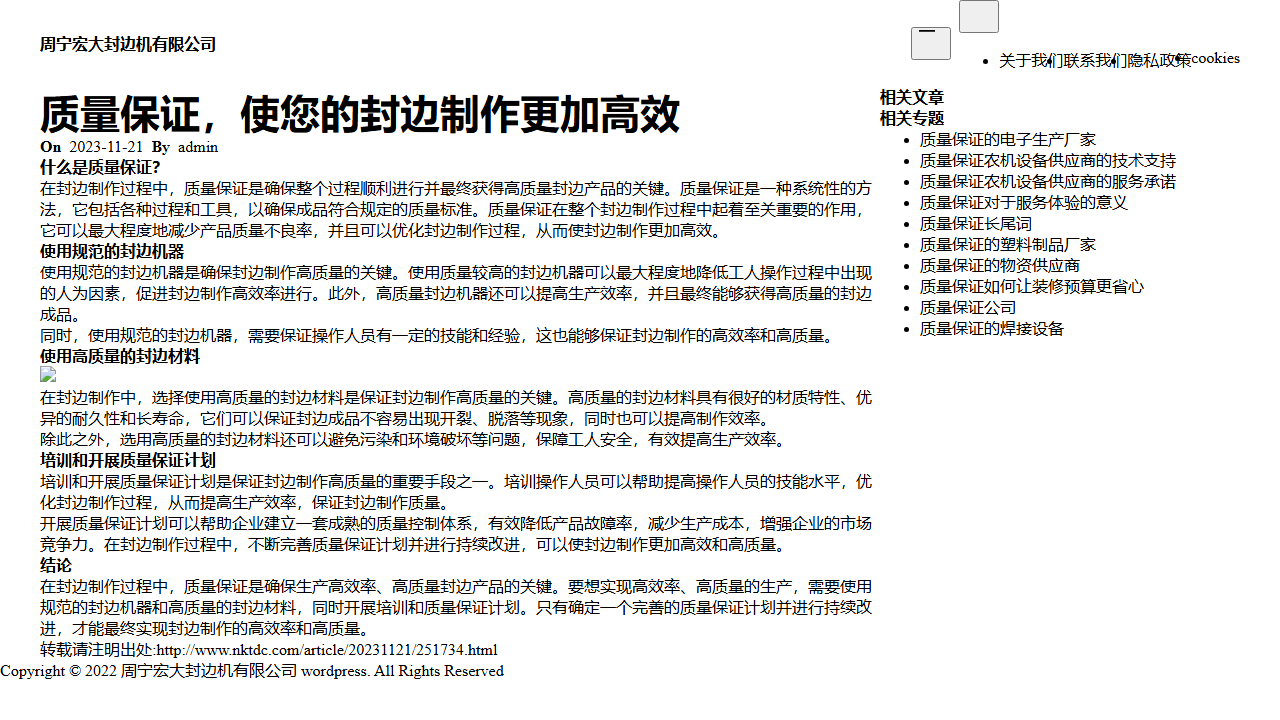 周宁宏大封边机有限公司
关于我们联系我们隐私政策cookies
质量保证，使您的封边制作更加高效
On 2023-11-21 By admin
什么是质量保证？
在封边制作过程中，质量保证是确保整个过程顺利进行并最终获得高质量封边产品的关键。质量保证是一种系统性的方
法，它包括各种过程和工具，以确保成品符合规定的质量标准。质量保证在整个封边制作过程中起着至关重要的作用，
它可以最大程度地减少产品质量不良率，并且可以优化封边制作过程，从而使封边制作更加高效。
使用规范的封边机器
使用规范的封边机器是确保封边制作高质量的关键。使用质量较高的封边机器可以最大程度地降低工人操作过程中出现
的人为因素，促进封边制作高效率进行。此外，高质量封边机器还可以提高生产效率，并且最终能够获得高质量的封边
成品。
同时，使用规范的封边机器，需要保证操作人员有一定的技能和经验，这也能够保证封边制作的高效率和高质量。
使用高质量的封边材料
在封边制作中，选择使用高质量的封边材料是保证封边制作高质量的关键。高质量的封边材料具有很好的材质特性、优
异的耐久性和长寿命，它们可以保证封边成品不容易出现开裂、脱落等现象，同时也可以提高制作效率。
除此之外，选用高质量的封边材料还可以避免污染和环境破坏等问题，保障工人安全，有效提高生产效率。
培训和开展质量保证计划
培训和开展质量保证计划是保证封边制作高质量的重要手段之一。培训操作人员可以帮助提高操作人员的技能水平，优
化封边制作过程，从而提高生产效率，保证封边制作质量。
开展质量保证计划可以帮助企业建立一套成熟的质量控制体系，有效降低产品故障率，减少生产成本，增强企业的市场
竞争力。在封边制作过程中，不断完善质量保证计划并进行持续改进，可以使封边制作更加高效和高质量。
结论
在封边制作过程中，质量保证是确保生产高效率、高质量封边产品的关键。要想实现高效率、高质量的生产，需要使用
规范的封边机器和高质量的封边材料，同时开展培训和质量保证计划。只有确定一个完善的质量保证计划并进行持续改
进，才能最终实现封边制作的高效率和高质量。
转载请注明出处:http://www.nktdc.com/article/20231121/251734.html
相关文章
相关专题
质量保证的电子生产厂家
质量保证农机设备供应商的技术支持
质量保证农机设备供应商的服务承诺
质量保证对于服务体验的意义
质量保证长尾词
质量保证的塑料制品厂家
质量保证的物资供应商
质量保证如何让装修预算更省心
质量保证公司
质量保证的焊接设备
Copyright © 2022 周宁宏大封边机有限公司 wordpress. All Rights Reserved